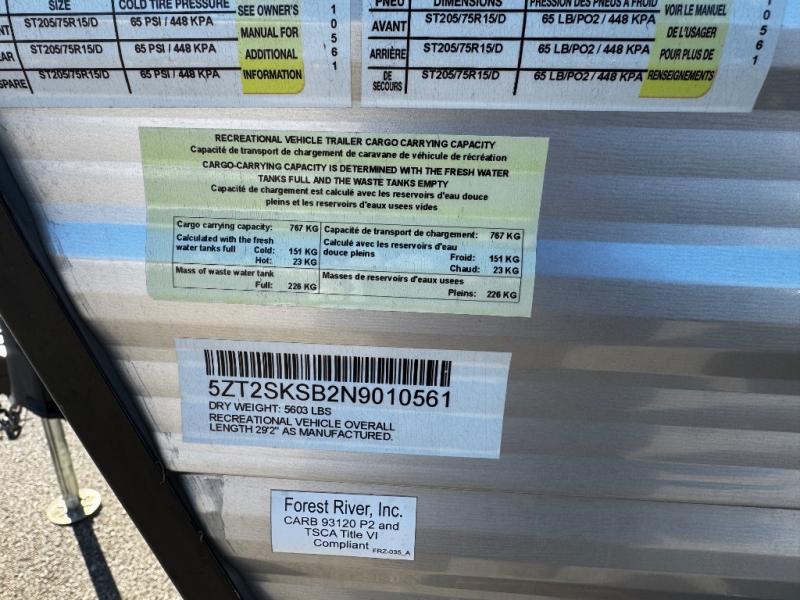 SIZE
COLD TIRE PRESSURE
SEE OWNER'S
MANUAL FOR
ADDITIONAL
INFORMATION
ST205/75R15/D 65 PSI / 448 KPA
ST205/75R15/D 65 PSI / 448 KPA
SPARE ST205/75R15/D 65 PSI / 448 KPA
10561
PNEU DIMENSIONS PRESSION DES PNEUS À FROID
VOIR LE MANUEL
DE L'USAGER
POUR PLUS DE
RENSEIGNEMENTS
AVANT ST205/75R15/D 65 LB/PO2 / 448 KPA
ARRIÈRE ST205/75R15/D 65 LB/PO2 / 448 KPA
DE
SECOURS ST205/75R15/D 65 LB/PO2 / 448 KPA
10561
RECREATIONAL VEHICLE TRAILER CARGO CARRYING CAPACITY
Capacité de transport de chargement de caravane de véhicule de récréation
CARGO-CARRYING CAPACITY IS DETERMINED WITH THE FRESH WATER
TANKS FULL AND THE WASTE TANKS EMPTY
Capacité de chargement est calculé avec les reservoirs d'eau douce
pleins et les reservoirs d'eaux usees vides
Cargo carrying capacity: 767 KG
Calculated with the fresh
water tanks full Cold: 151 KG
Hot: 23 KG
Mass of waste water tank
Full: 226 KG
Capacité de transport de chargement: 767 KG
Calculé avec les reservoirs d'eau
douce pleins Froid: 151 KG
Chaud: 23 KG
Masses de reservoirs d'eaux usees
Pleins: 226 KG
5ZT2SKSB2N9010561
DRY WEIGHT: 5603 LBS
RECREATIONAL VEHICLE OVERALL
LENGTH 29'2" AS MANUFACTURED.
Forest River, Inc.
CARB 93120 P2 and
TSCA Title VI
Compliant
FRZ-035_A